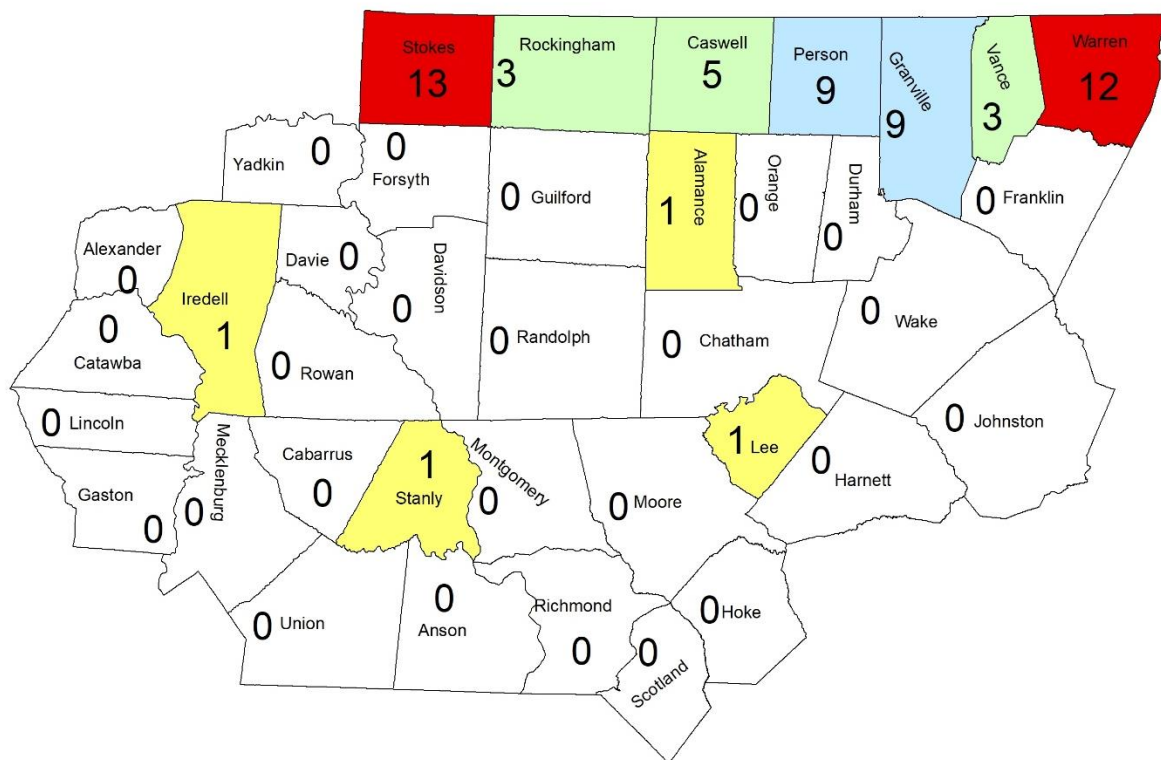 Stokes
13
Rockingham
3
Caswell
5
Person
9
Granville
9
Vance
3
Warren
12
Yadkin
0
0
Forsyth
0
Guilford
Alamance
1
Orange
0
Durham
0
0
Franklin
Alexander
0
Iredell
1
Davie
0
Davidson
0
0
Catawba
0
Rowan
0
Randolph
0
Chatham
0
Wake
0
Lincoln
Mecklenburg
0
Gaston
0
Cabarrus
0
1
Stanly
Montgomery
0
0
Moore
1
Lee
0
Harnett
0
Johnston
0
Union
0
Anson
Richmond
0
0
Scotland
0
Hoke